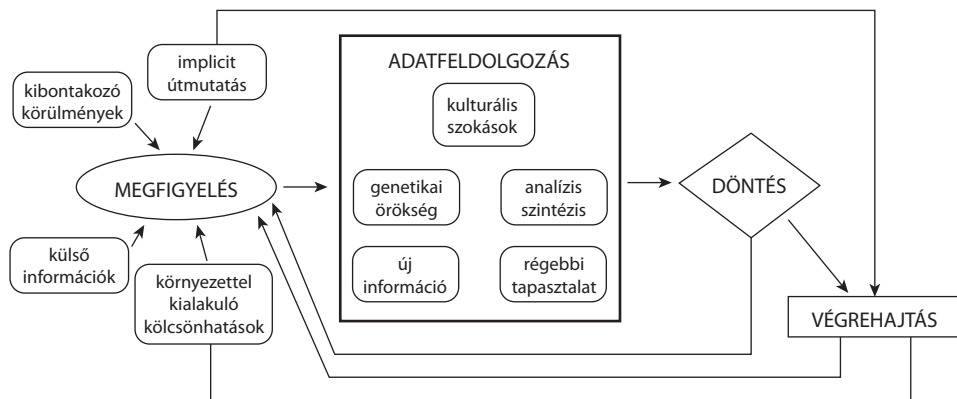 implicit
útmutatás
kibontakozó
körülmények
MEGFIGYELÉS
külső
információk
környezettel
kialakuló
kölcsönhatások
ADATFELDOLGOZÁS
kulturális
szokások
genetikai
örökség
analízis
szintézis
új
információ
régebbi
tapasztalat
DÖNTÉS
VÉGREHAJTÁS